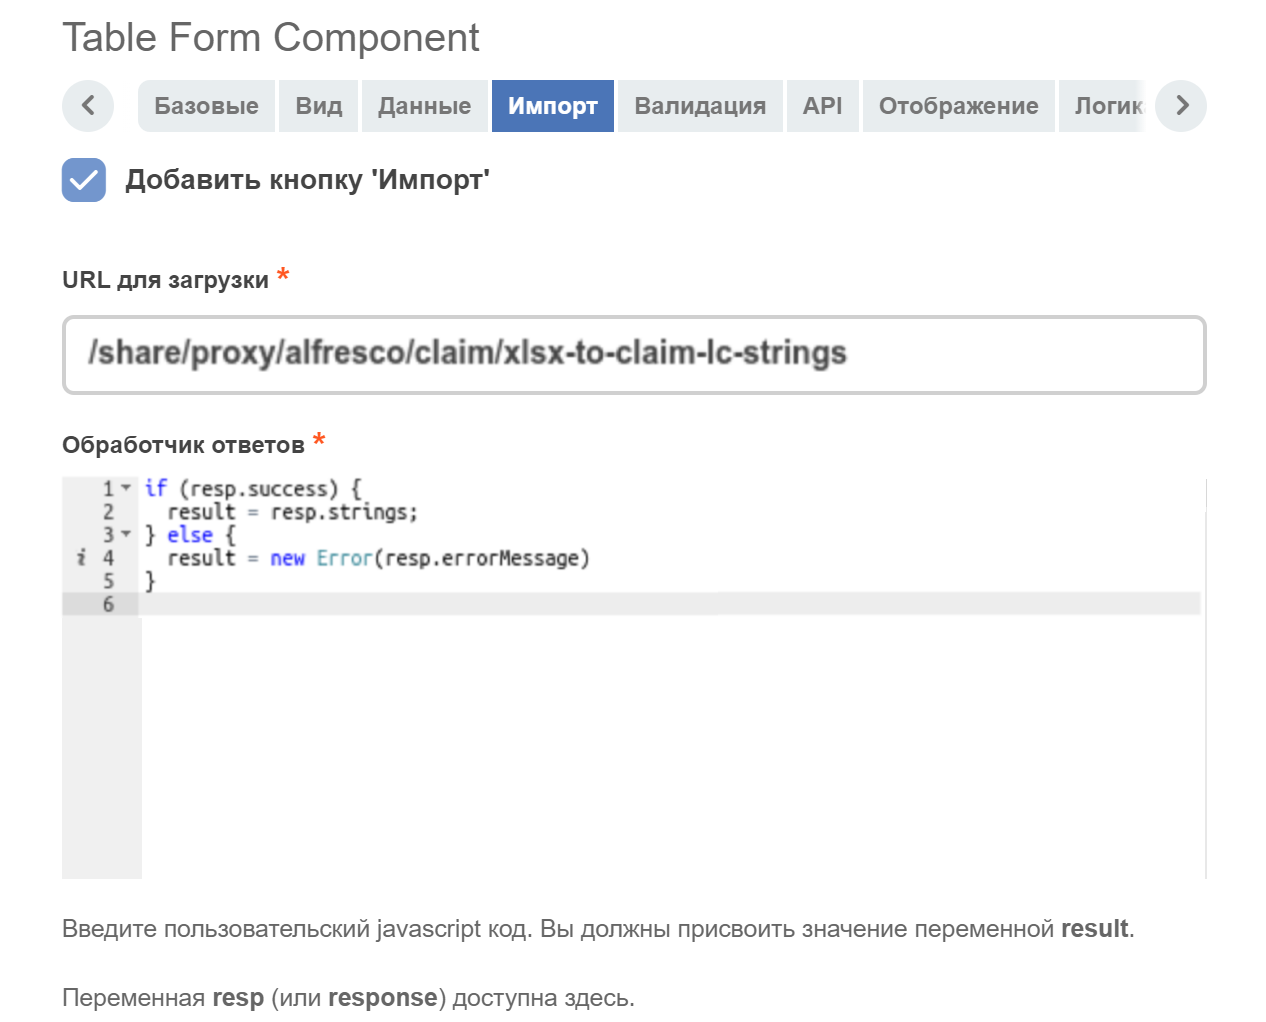 Table Form Component
Базовые Вид Данные Импорт Валидация API Отображение
Добавить кнопку 'Импорт'
URL для загрузки *
/share/proxy/alfresco/claim/xlsx-to-claim-lc-strings
Обработчик ответов *
1 if (resp.success) {
2   result = resp.strings;
3 } else {
i 4   result = new Error(resp.errorMessage)
5 }
6
Введите пользовательский javascript код. Вы должны присвоить значение переменной result.
Переменная resp (или response) доступна здесь.